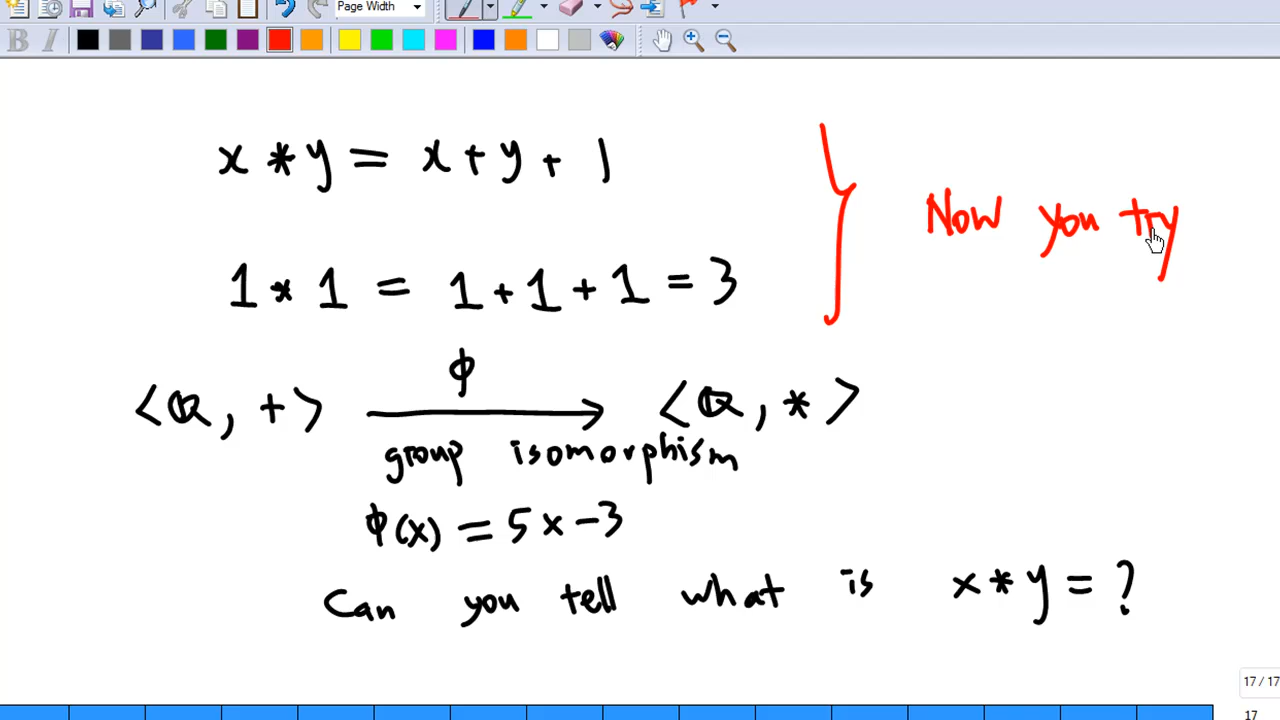 Page Width
B I
x * y = x + y + 1
Now you try
1 * 1 = 1 + 1 + 1 = 3
ϕ
<ℚ, +> ⟶ <ℚ, *>
group isomorphism
ϕ(x) = 5x - 3
Can you tell what is x * y = ?
17 / 17
17